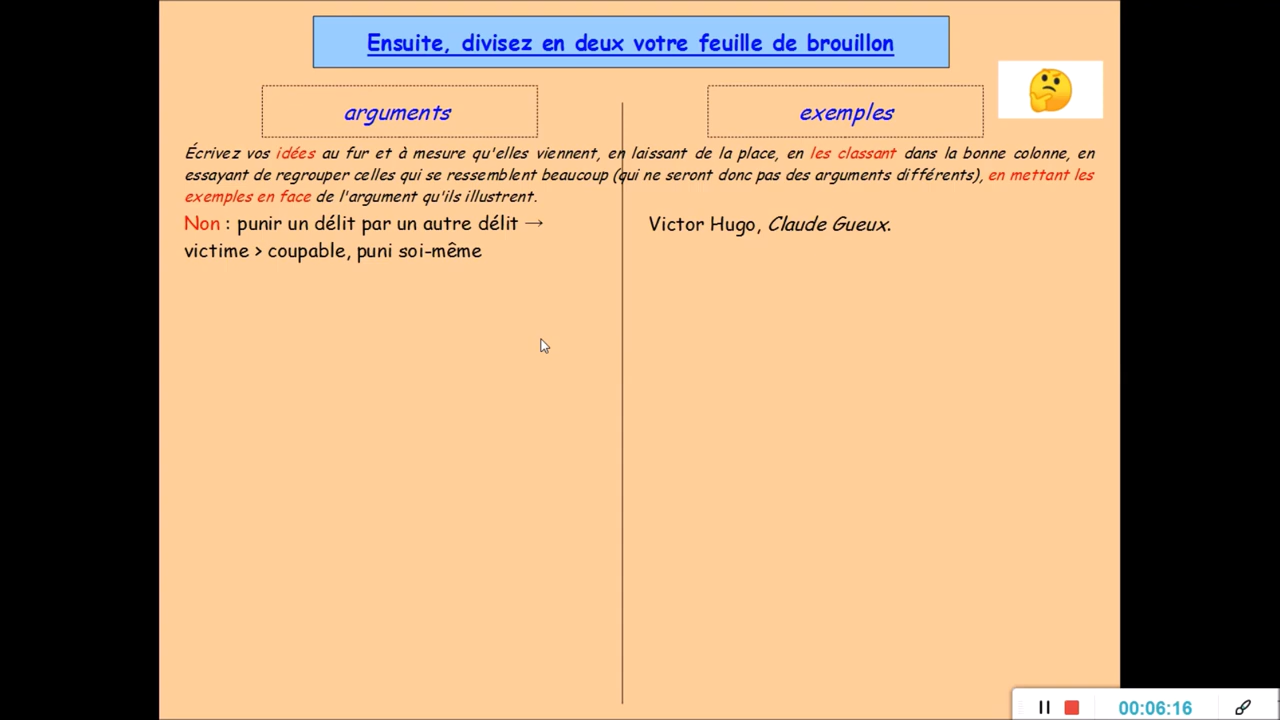 Ensuite, divisez en deux votre feuille de brouillon
arguments
exemples
Écrivez vos idées au fur et à mesure qu'elles viennent, en laissant de la place, en les classant dans la bonne colonne, en
essayant de regrouper celles qui se ressemblent beaucoup (qui ne seront donc pas des arguments différents), en mettant les
exemples en face de l'argument qu'ils illustrent.
Non : punir un délit par un autre délit →
victime > coupable, puni soi-même
Victor Hugo, Claude Gueux.
00:06:16